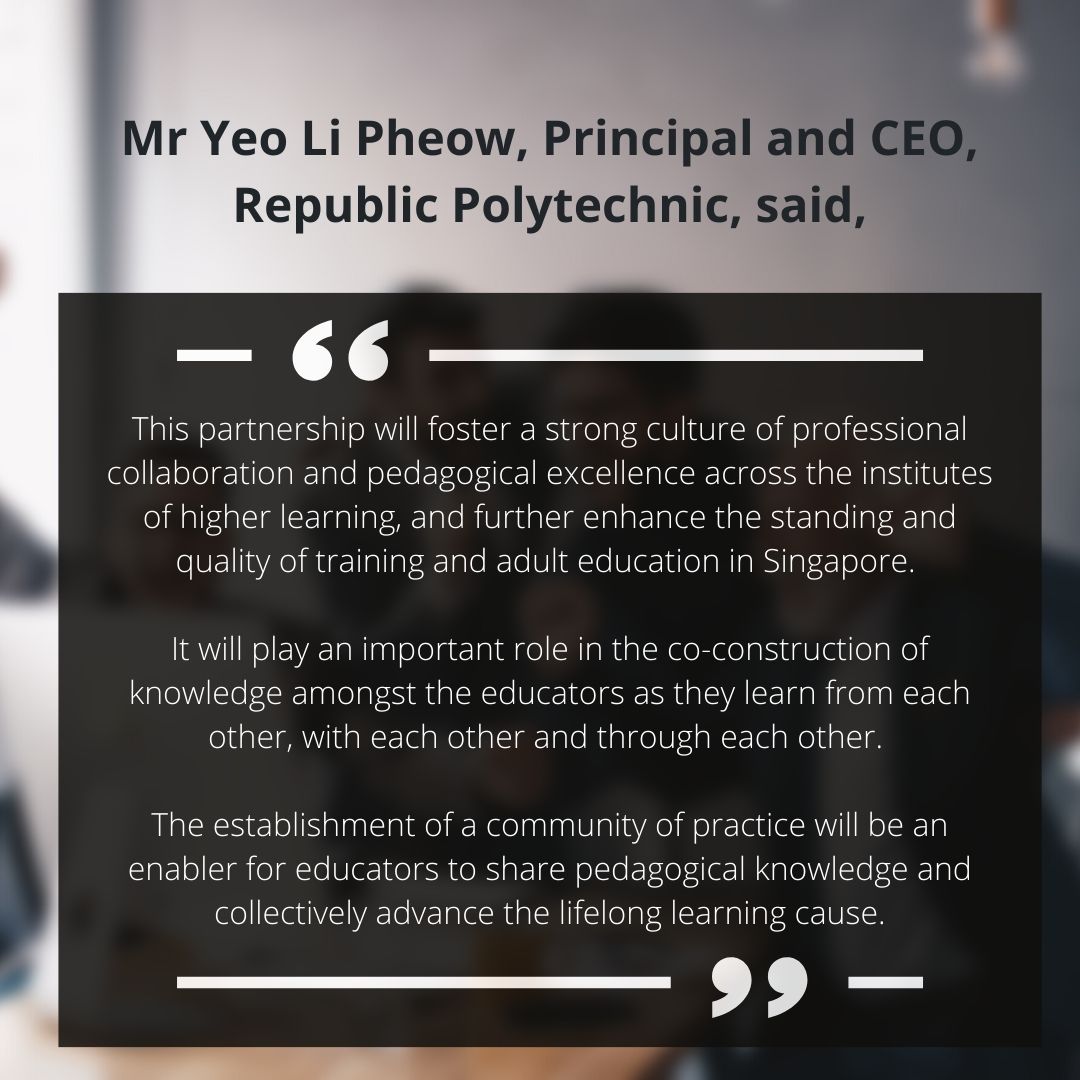 Mr Yeo Li Pheow, Principal and CEO,
Republic Polytechnic, said,
“
This partnership will foster a strong culture of professional
collaboration and pedagogical excellence across the institutes
of higher learning, and further enhance the standing and
quality of training and adult education in Singapore.
It will play an important role in the co-construction of
knowledge amongst the educators as they learn from each
other, with each other and through each other.
The establishment of a community of practice will be an
enabler for educators to share pedagogical knowledge and
collectively advance the lifelong learning cause.
”